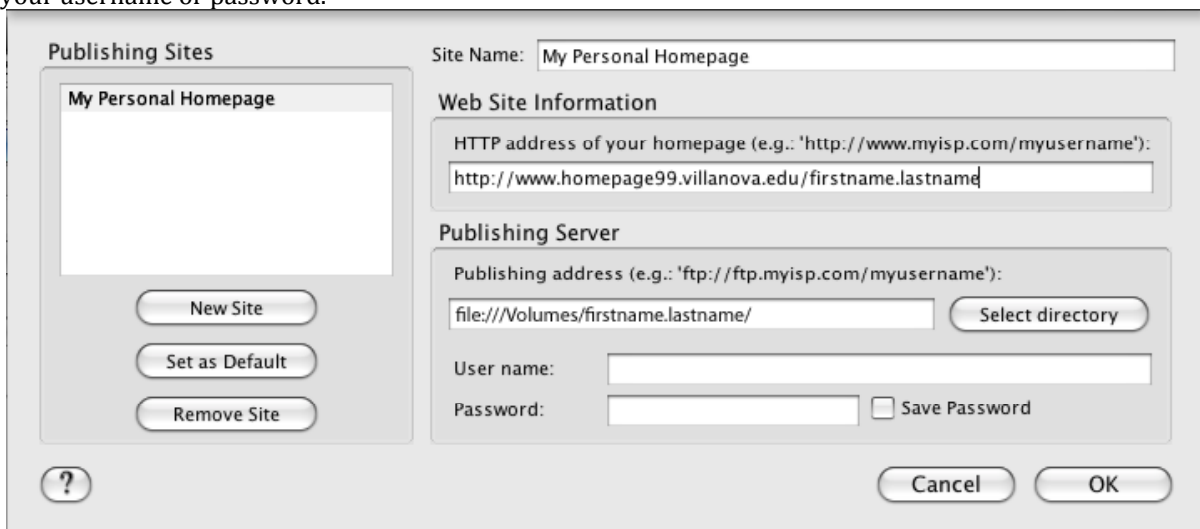 your username or password.
Publishing Sites
My Personal Homepage
New Site
Set as Default
Remove Site
Site Name: My Personal Homepage
Web Site Information
HTTP address of your homepage (e.g.: 'http://www.myisp.com/myusername'):
http://www.homepage99.villanova.edu/firstname.lastname
Publishing Server
Publishing address (e.g.: 'ftp://ftp.myisp.com/myusername'):
file:///Volumes/firstname.lastname/ Select directory
User name:
Password: Save Password
? Cancel OK